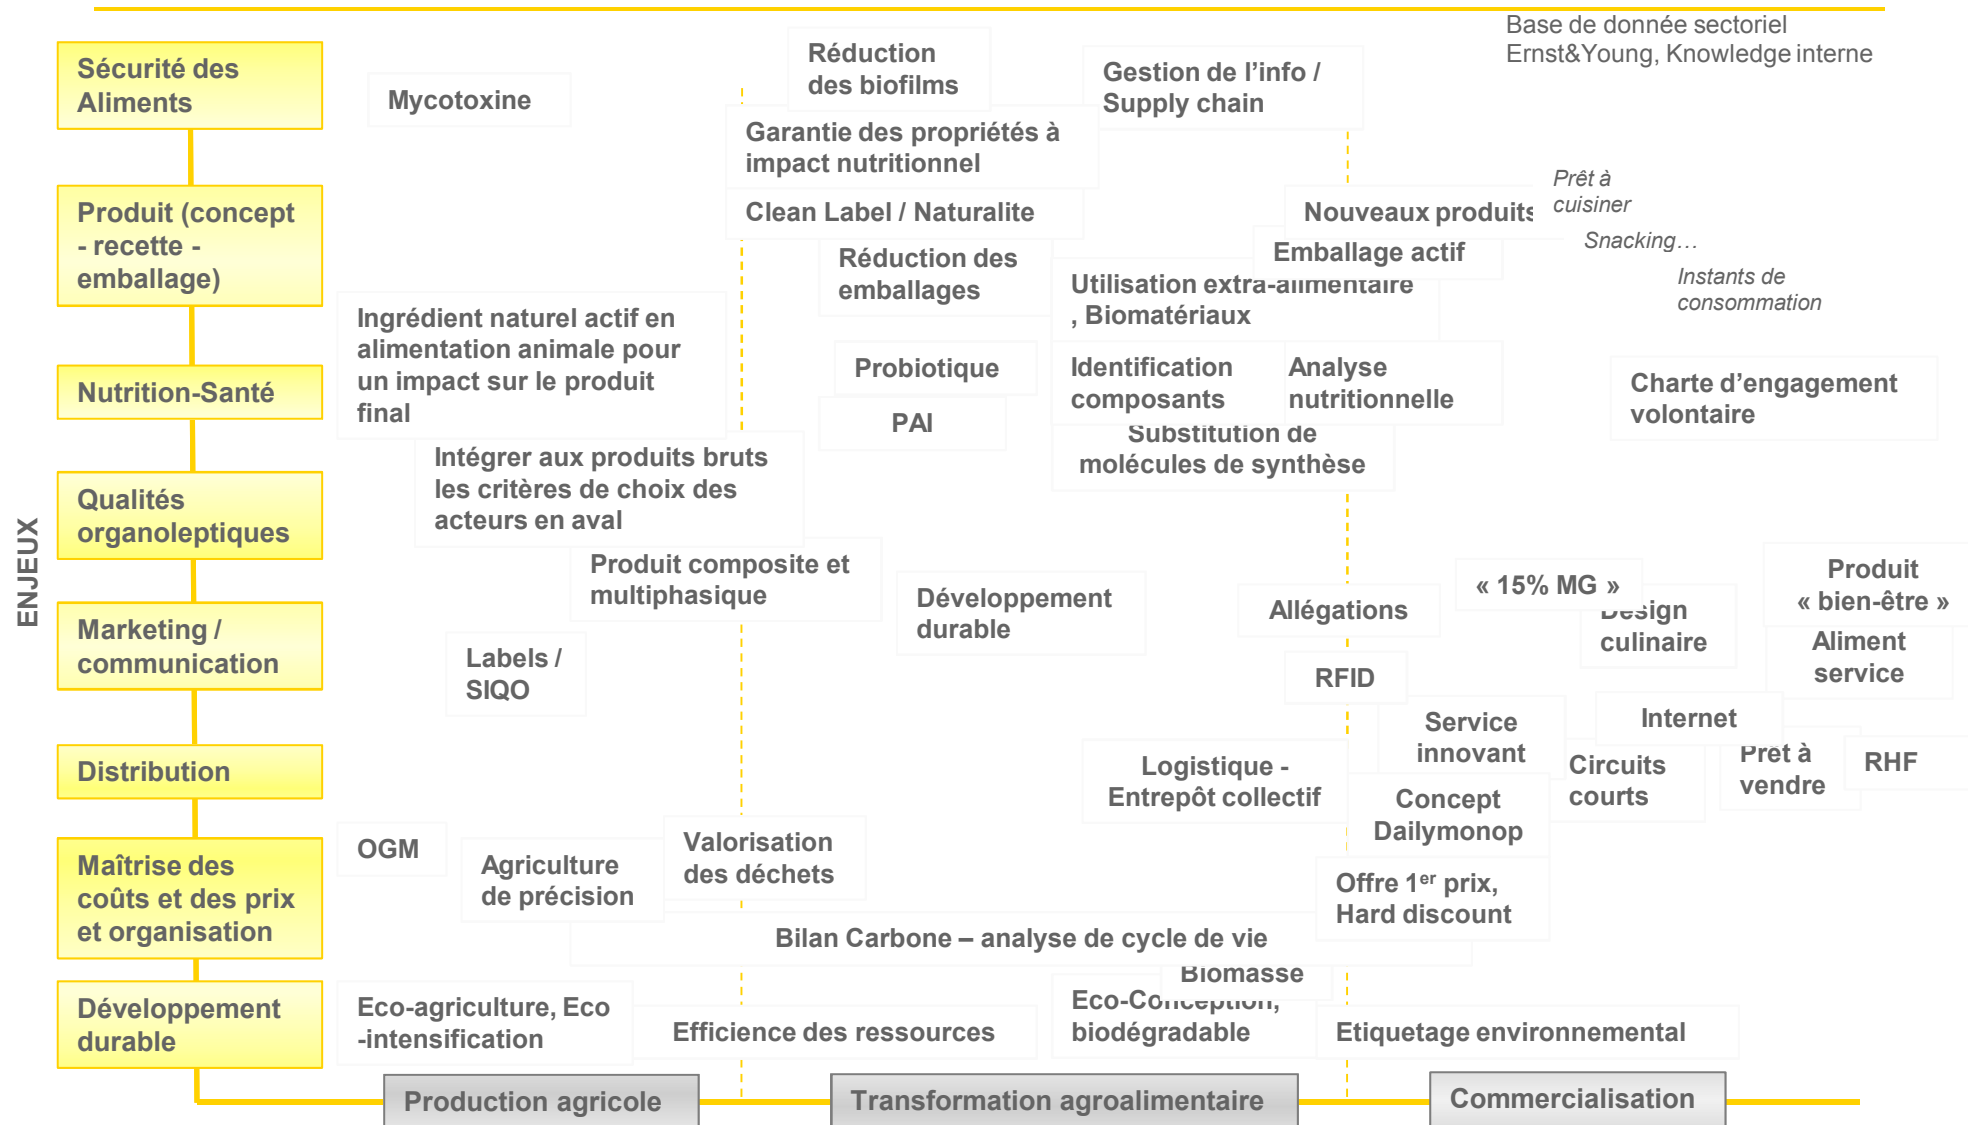 Base de donnée sectoriel
Ernst&Young, Knowledge interne
Sécurité des
Aliments
Mycotoxine
Réduction
des biofilms
Gestion de l’info /
Supply chain
Garantie des propriétés à
impact nutritionnel
Produit (concept
- recette -
emballage)
Clean Label / Naturalite
Nouveaux produits
Prêt à
cuisiner
Snacking…
Instants de
consommation
Emballage actif
Réduction des
emballages
Utilisation extra-alimentaire
, Biomatériaux
Ingrédient naturel actif en
alimentation animale pour
un impact sur le produit
final
Nutrition-Santé
Probiotique
Identification
composants
Analyse
nutritionnelle
Charte d’engagement
volontaire
PAI
Substitution de
molécules de synthèse
Intégrer aux produits bruts
les critères de choix des
acteurs en aval
Qualités
organoleptiques
ENJEUX
Produit composite et
multiphasique
Développement
durable
Allégations
« 15% MG »
Design
culinaire
Produit
« bien-être »
Aliment
service
Marketing /
communication
Labels /
SIQO
RFID
Service
innovant
Internet
Distribution
Logistique -
Entrepôt collectif
Circuits
courts
Prêt à
vendre
RHF
Concept
Dailymonop
Maîtrise des
coûts et des prix
et organisation
OGM
Agriculture
de précision
Valorisation
des déchets
Offre 1er prix,
Hard discount
Bilan Carbone – analyse de cycle de vie
Biomasse
Développement
durable
Eco-agriculture, Eco
-intensification
Efficience des ressources
Eco-Conception,
biodégradable
Etiquetage environnemental
Production agricole
Transformation agroalimentaire
Commercialisation